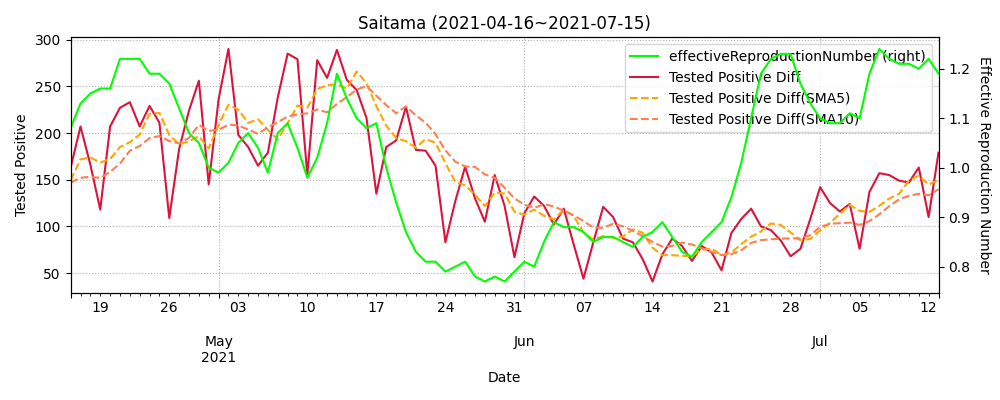 Saitama (2021-04-16~2021-07-15)
effectiveReproductionNumber (right)
Tested Positive Diff
Tested Positive Diff(SMA5)
Tested Positive Diff(SMA10)
Tested Positive
300
250
200
150
100
50
1.2
1.1
1.0
0.9
0.8
Effective Reproduction Number
19 26 03 10 17 24 31 07 14 21 28 05 12
May Jun Jul
2021
Date